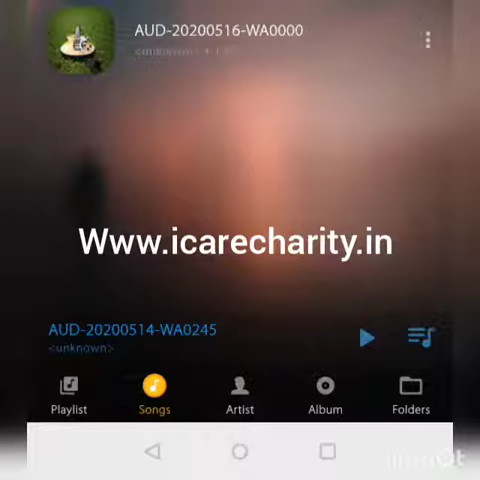 AUD-20200516-WA0000
Www.icarecharity.in
AUD-20200514-WA0245
<unknown>
Playlist
Songs
Artist
Album
Folders